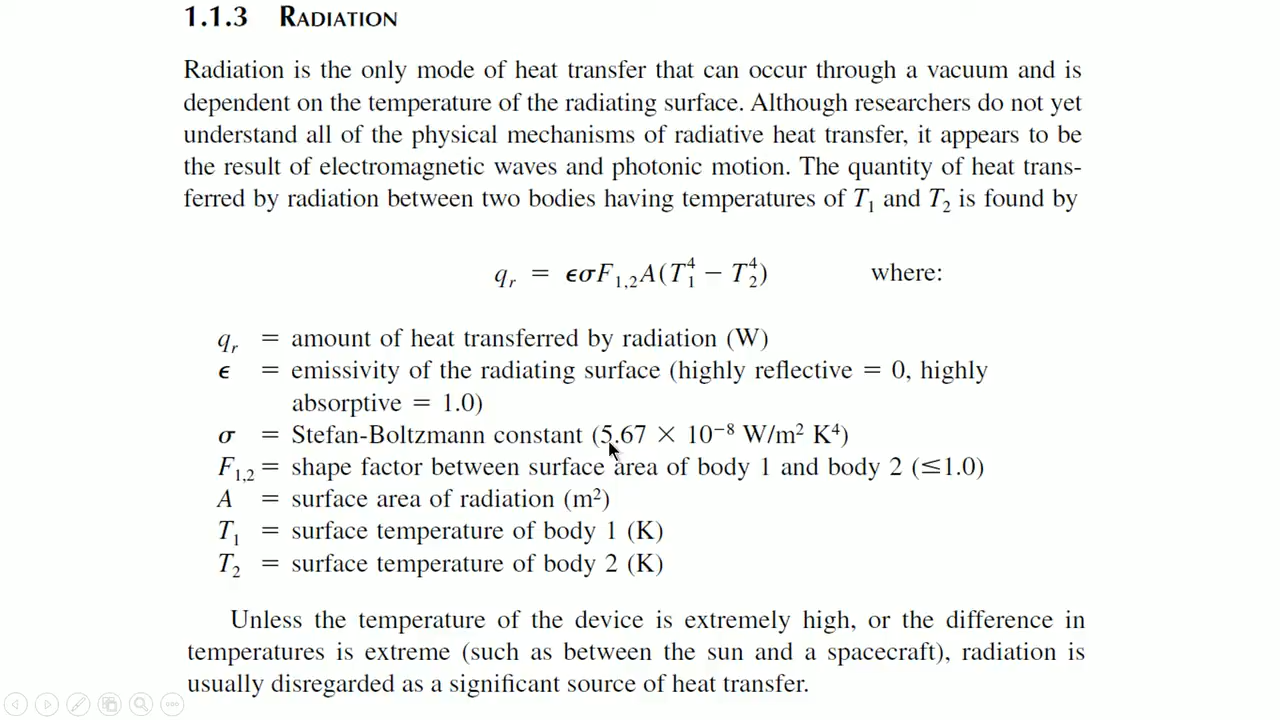 1.1.3 RADIATION
Radiation is the only mode of heat transfer that can occur through a vacuum and is
dependent on the temperature of the radiating surface. Although researchers do not yet
understand all of the physical mechanisms of radiative heat transfer, it appears to be
the result of electromagnetic waves and photonic motion. The quantity of heat trans-
ferred by radiation between two bodies having temperatures of T₁ and T₂ is found by
qᵣ = ϵσF₁,₂A(T₁⁴ − T₂⁴) where:
qᵣ = amount of heat transferred by radiation (W)
ϵ = emissivity of the radiating surface (highly reflective = 0, highly
absorptive = 1.0)
σ = Stefan-Boltzmann constant (5.67 × 10⁻⁸ W/m² K⁴)
F₁,₂ = shape factor between surface area of body 1 and body 2 (≤1.0)
A = surface area of radiation (m²)
T₁ = surface temperature of body 1 (K)
T₂ = surface temperature of body 2 (K)
Unless the temperature of the device is extremely high, or the difference in
temperatures is extreme (such as between the sun and a spacecraft), radiation is
usually disregarded as a significant source of heat transfer.